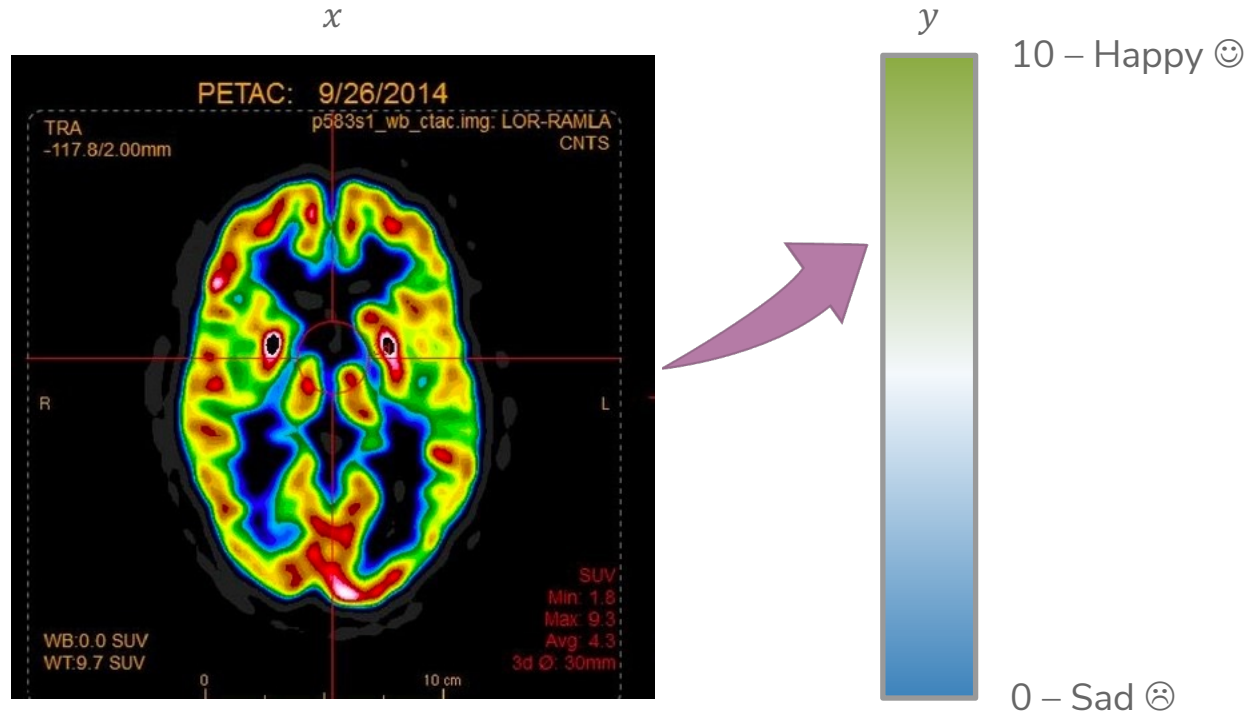 x
y
10 – Happy ☺
PETAC: 9/26/2014
TRA
-117.8/2.00mm
p583s1_wb_ctac.img: LOR-RAMLA
CNTS
R
L
SUV
Min: 1.8
Max: 9.3
Avg: 4.3
3d Ø: 30mm
WB:0.0 SUV
WT:9.7 SUV
0
10 cm
0 – Sad ☹